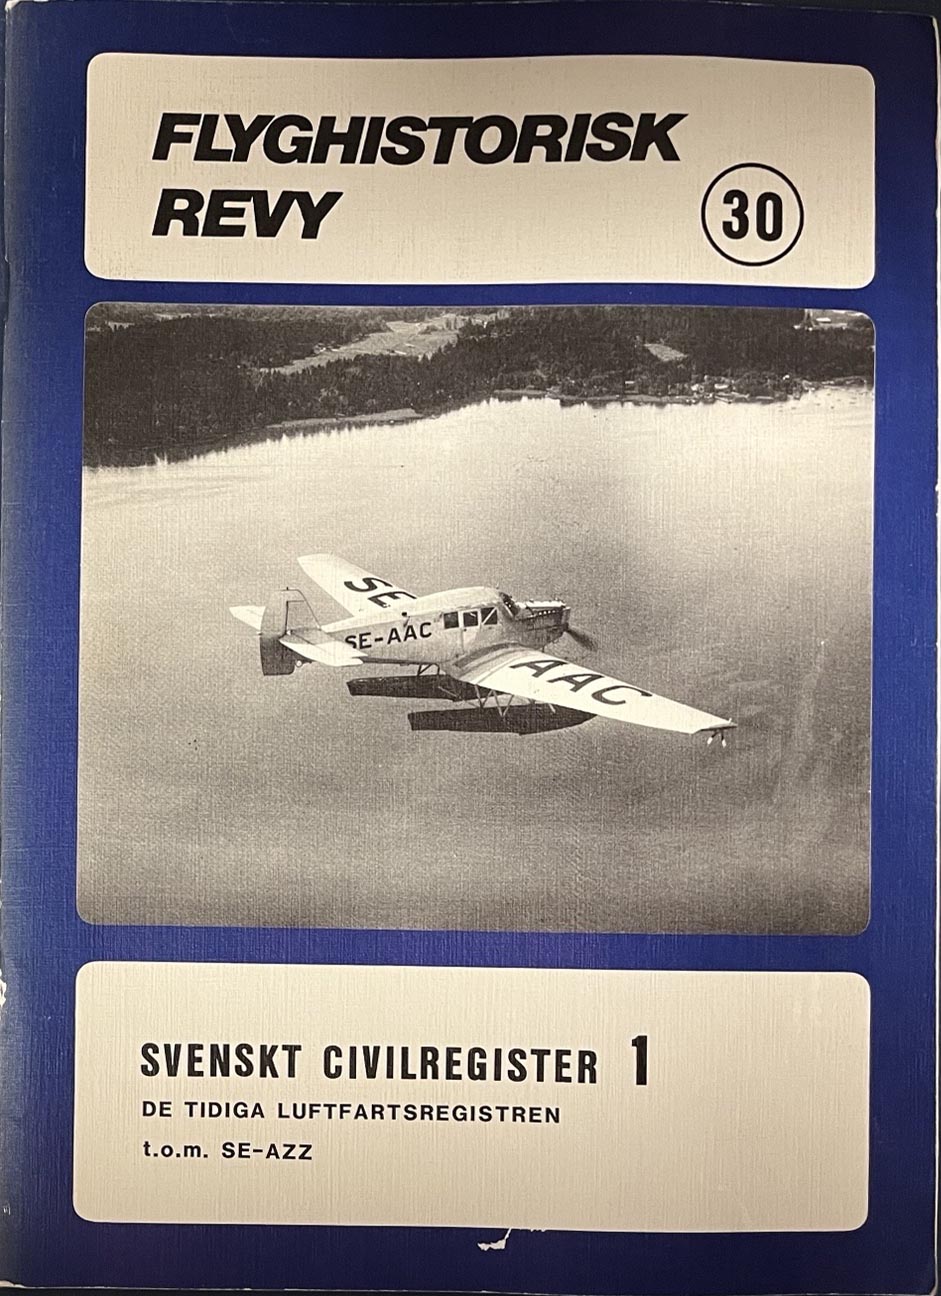 FLYGHISTORISK
REVY
30
SE
SE-AAC
AAC
SVENSKT CIVILREGISTER 1
DE TIDIGA LUFTFARTSREGISTREN
t.o.m. SE-AZZ